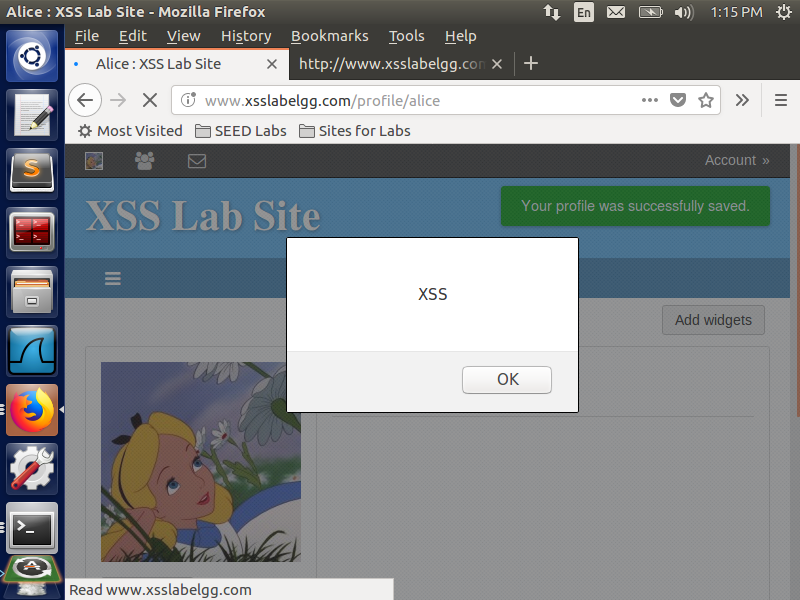 Alice : XSS Lab Site - Mozilla Firefox
En
1:15 PM
File Edit View History Bookmarks Tools Help
Alice : XSS Lab Site
http://www.xsslabelgg.con
www.xsslabelgg.com/profile/alice
Most Visited
SEED Labs
Sites for Labs
Account »
XSS Lab Site
Your profile was successfully saved.
XSS
Add widgets
OK
Read www.xsslabelgg.com